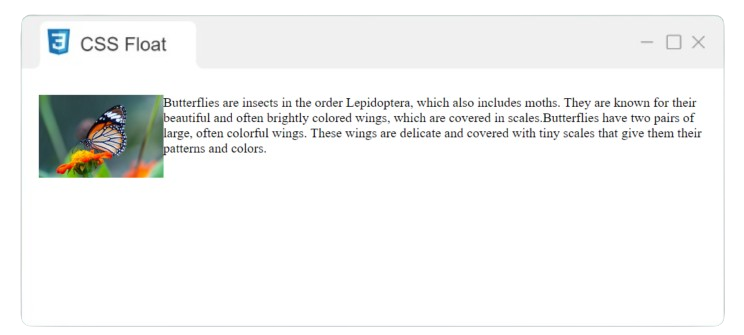 CSS Float
Butterflies are insects in the order Lepidoptera, which also includes moths. They are known for their
beautiful and often brightly colored wings, which are covered in scales.Butterflies have two pairs of
large, often colorful wings. These wings are delicate and covered with tiny scales that give them their
patterns and colors.